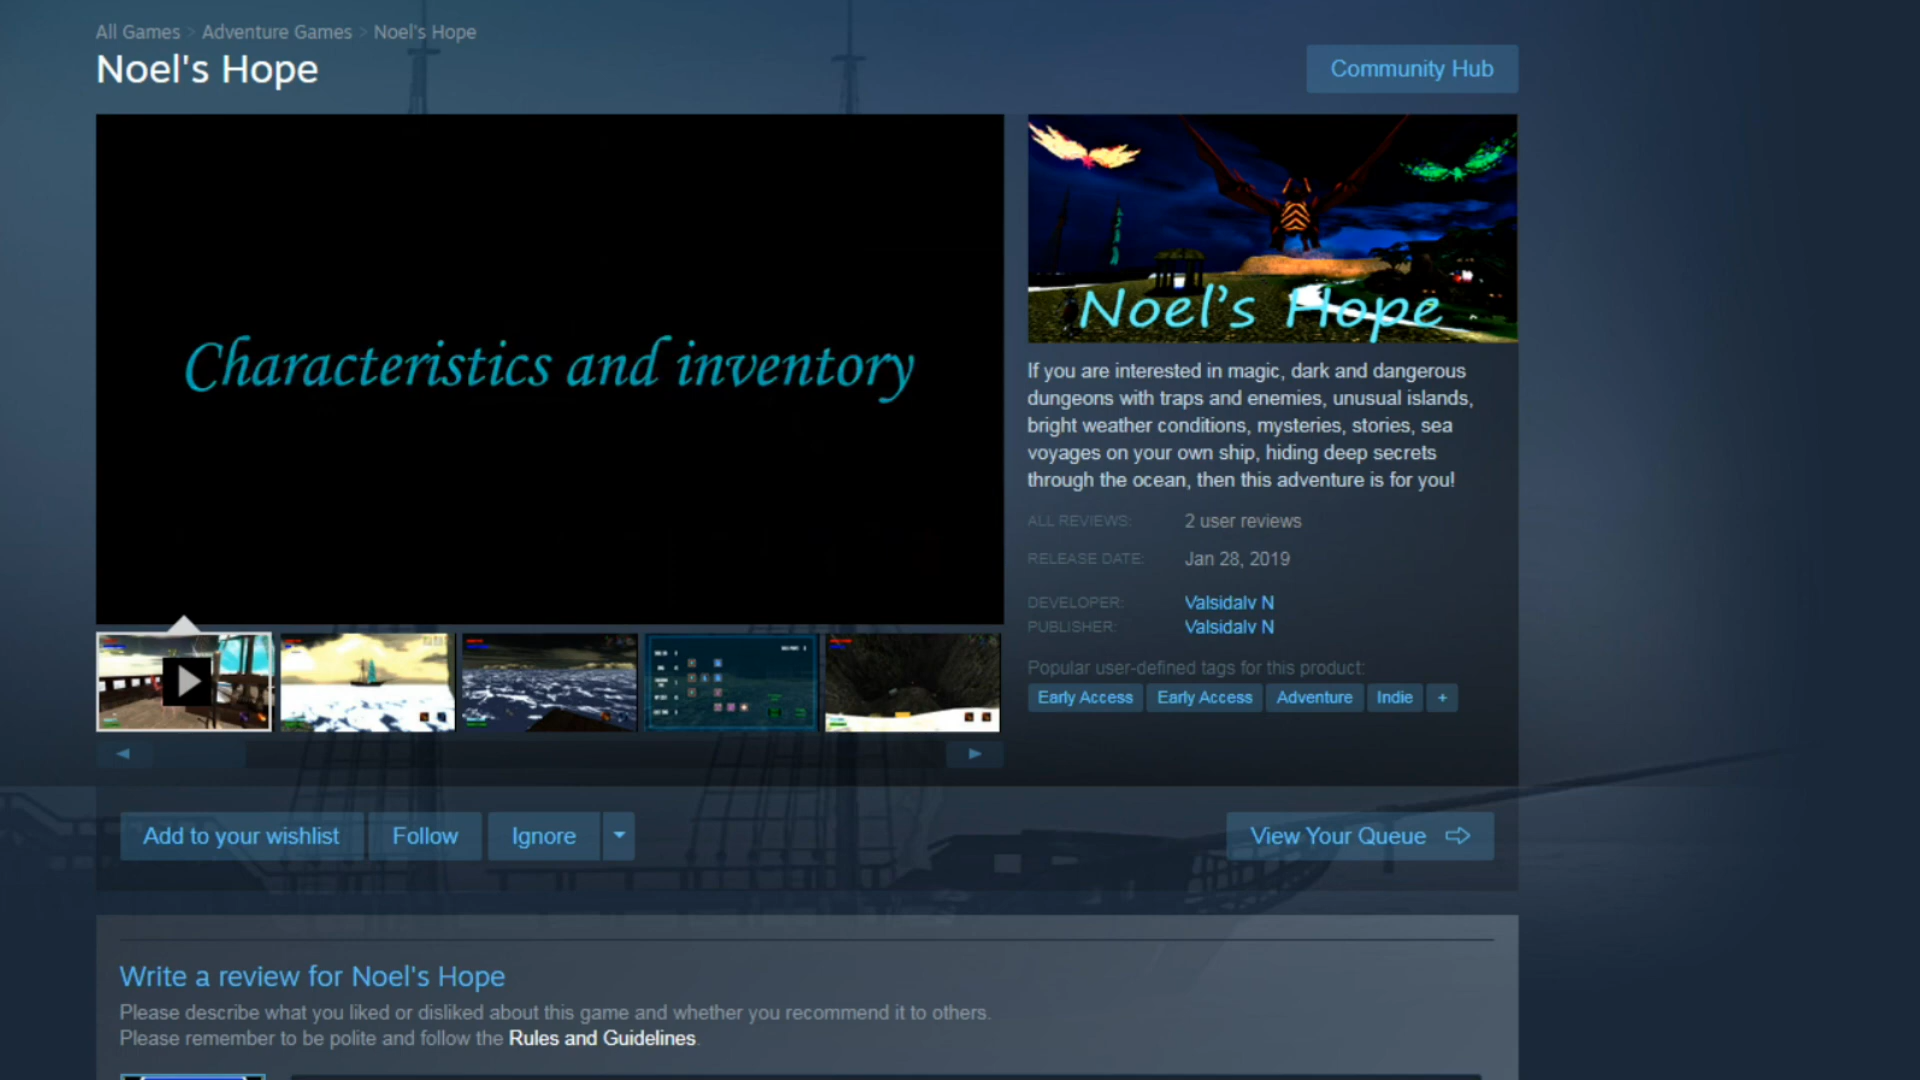 All Games > Adventure Games > Noel's Hope
Noel's Hope
Community Hub
Characteristics and inventory
Noel's Hope
If you are interested in magic, dark and dangerous
dungeons with traps and enemies, unusual islands,
bright weather conditions, mysteries, stories, sea
voyages on your own ship, hiding deep secrets
through the ocean, then this adventure is for you!
ALL REVIEWS: 2 user reviews
RELEASE DATE: Jan 28, 2019
DEVELOPER: Valsidalv N
PUBLISHER: Valsidalv N
Popular user-defined tags for this product:
Early Access Early Access Adventure Indie +
Add to your wishlist Follow Ignore View Your Queue
Write a review for Noel's Hope
Please describe what you liked or disliked about this game and whether you recommend it to others.
Please remember to be polite and follow the Rules and Guidelines.